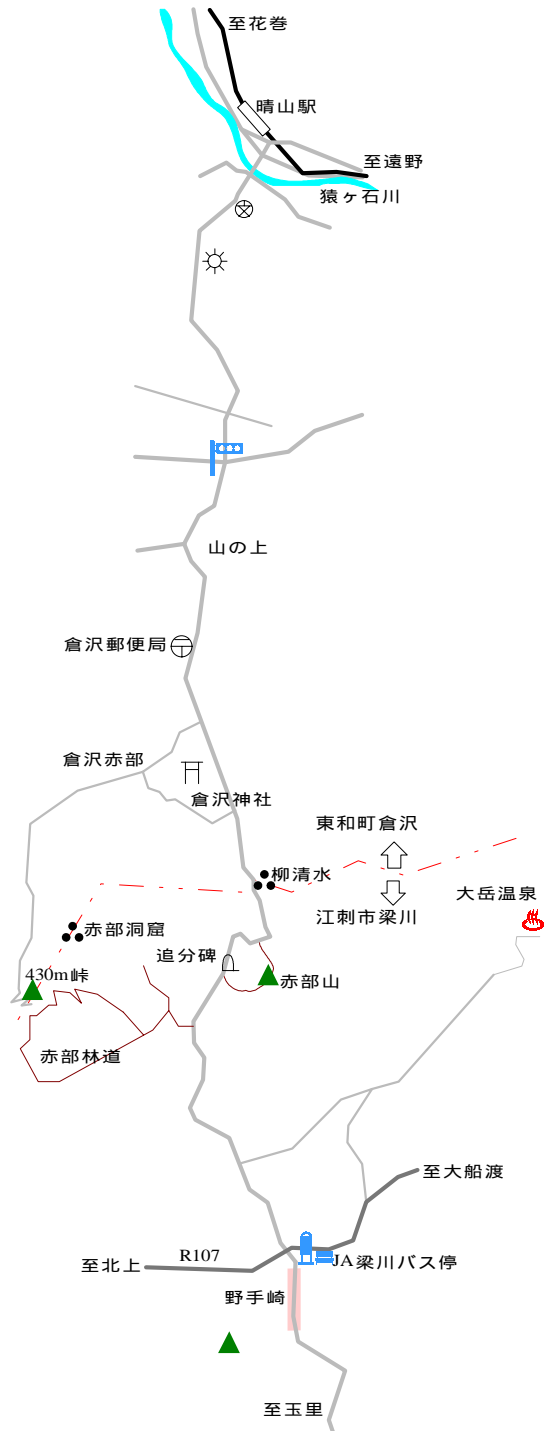 至花巻
晴山駅
至遠野
猿ヶ石川
山の上
倉沢郵便局
倉沢赤部
倉沢神社
東和町倉沢
柳清水
江刺市梁川
大岳温泉
赤部洞窟
追分碑
430m峠
赤部山
赤部林道
至大船渡
R107
至北上
JA梁川バス停
野手崎
至玉里